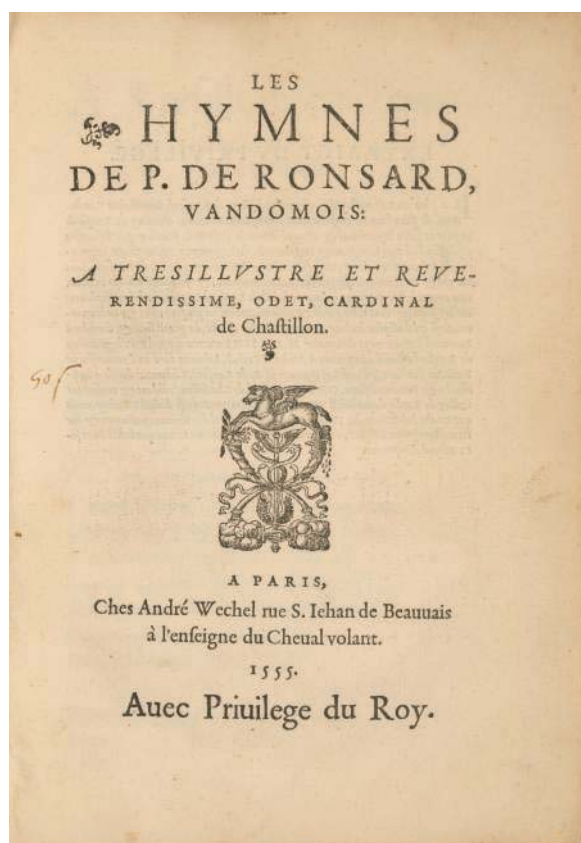 LES
HYMNES
DE P. DE RONSARD,
VANDOMOIS:
A TRESILLVSTRE ET REVE-
RENDISSIME, ODET, CARDINAL
de Chaſtillon.
A PARIS,
Ches André Wechel rue S. Iehan de Beauuais
à l'enſeigne du Cheual volant.
1555.
Auec Priuilege du Roy.